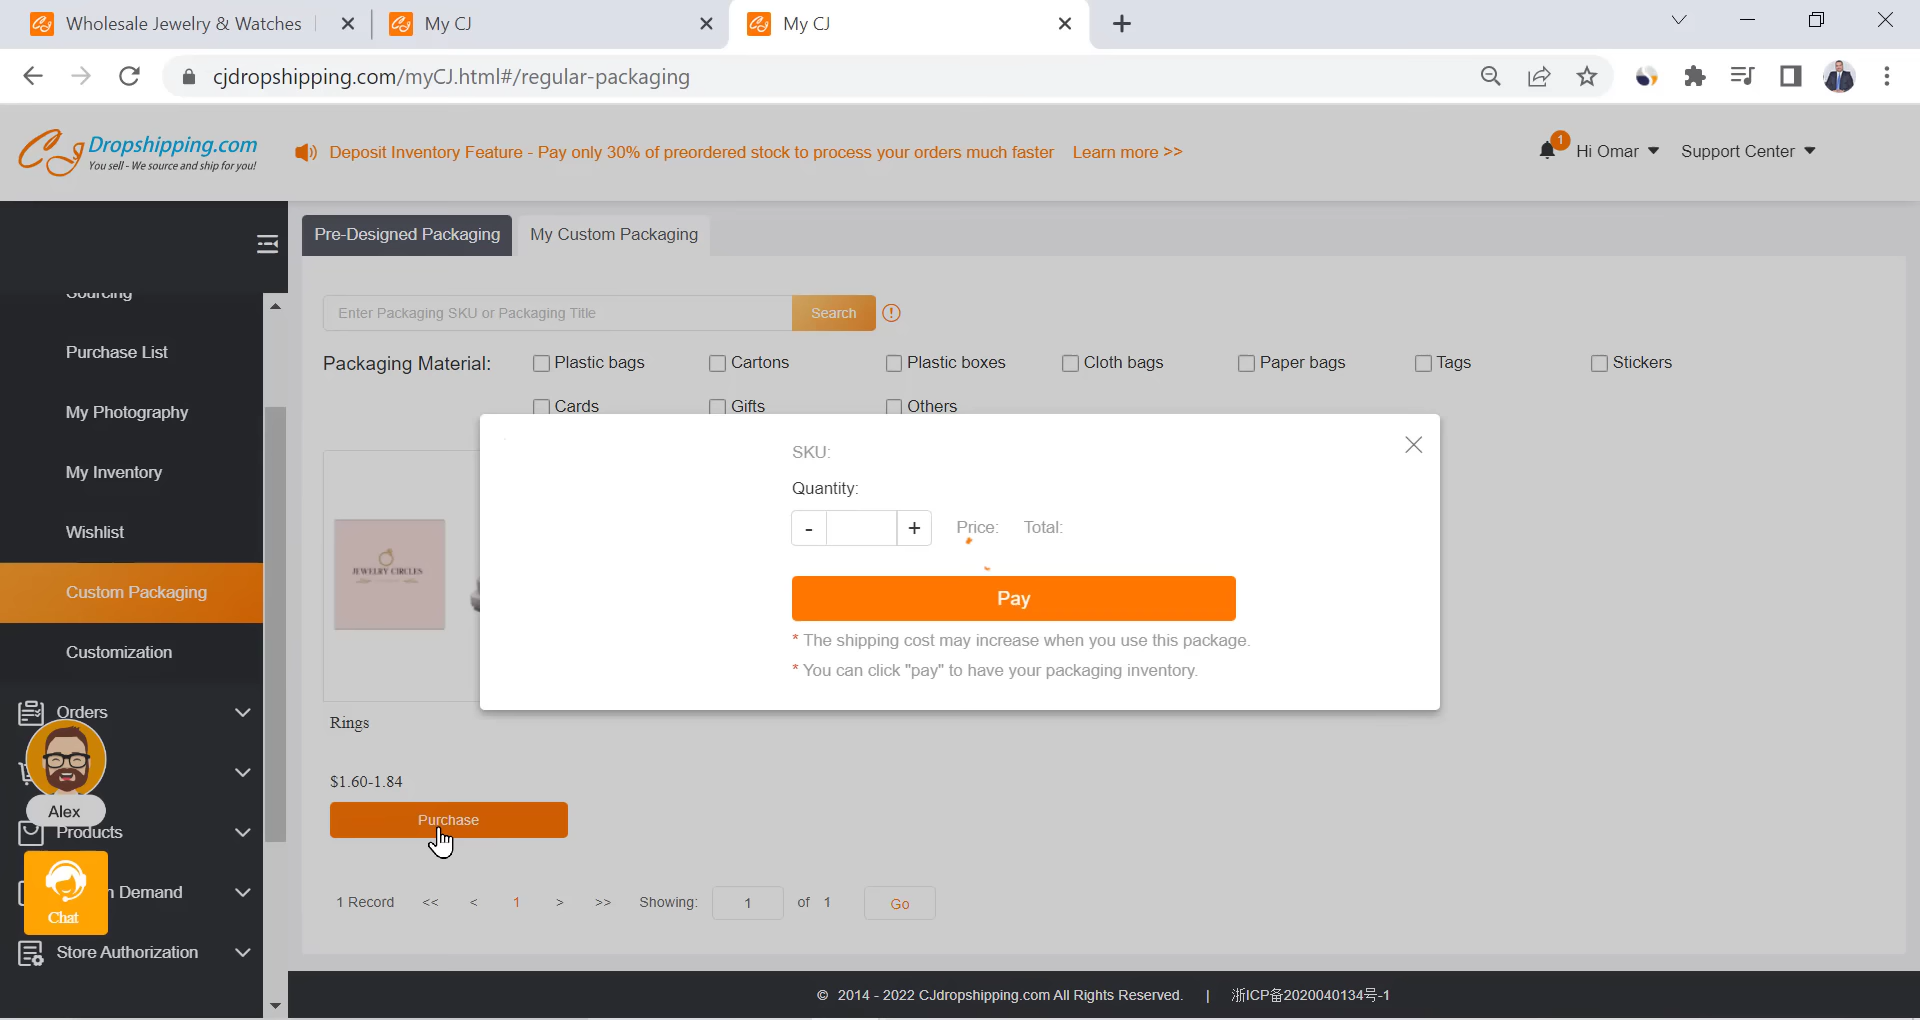 Wholesale Jewelry & Watches
My CJ
My CJ
cjdropshipping.com/myCJ.html#/regular-packaging
CJ Dropshipping.com
You sell - We source and ship for you!
Deposit Inventory Feature - Pay only 30% of preordered stock to process your orders much faster Learn more >>
1
Hi Omar
Support Center
Pre-Designed Packaging
My Custom Packaging
Sourcing
Purchase List
My Photography
My Inventory
Wishlist
Custom Packaging
Customization
Orders
Alex
Products
n Demand
Chat
Store Authorization
Enter Packaging SKU or Packaging Title
Search
Packaging Material:
Plastic bags
Cartons
Plastic boxes
Cloth bags
Paper bags
Tags
Stickers
Cards
Gifts
Others
SKU:
Quantity:
- +
Price: Total:
Pay
* The shipping cost may increase when you use this package.
* You can click "pay" to have your packaging inventory.
JEWELRY CIRCLES
Rings
$1.60-1.84
Purchase
1 Record << < 1 > >> Showing: 1 of 1 Go
© 2014 - 2022 CJdropshipping.com All Rights Reserved. | 浙ICP备2020040134号-1